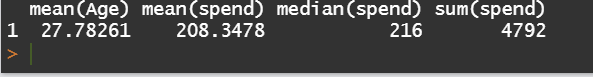 mean(Age) mean(spend) median(spend) sum(spend)
1 27.78261 208.3478 216 4792
>